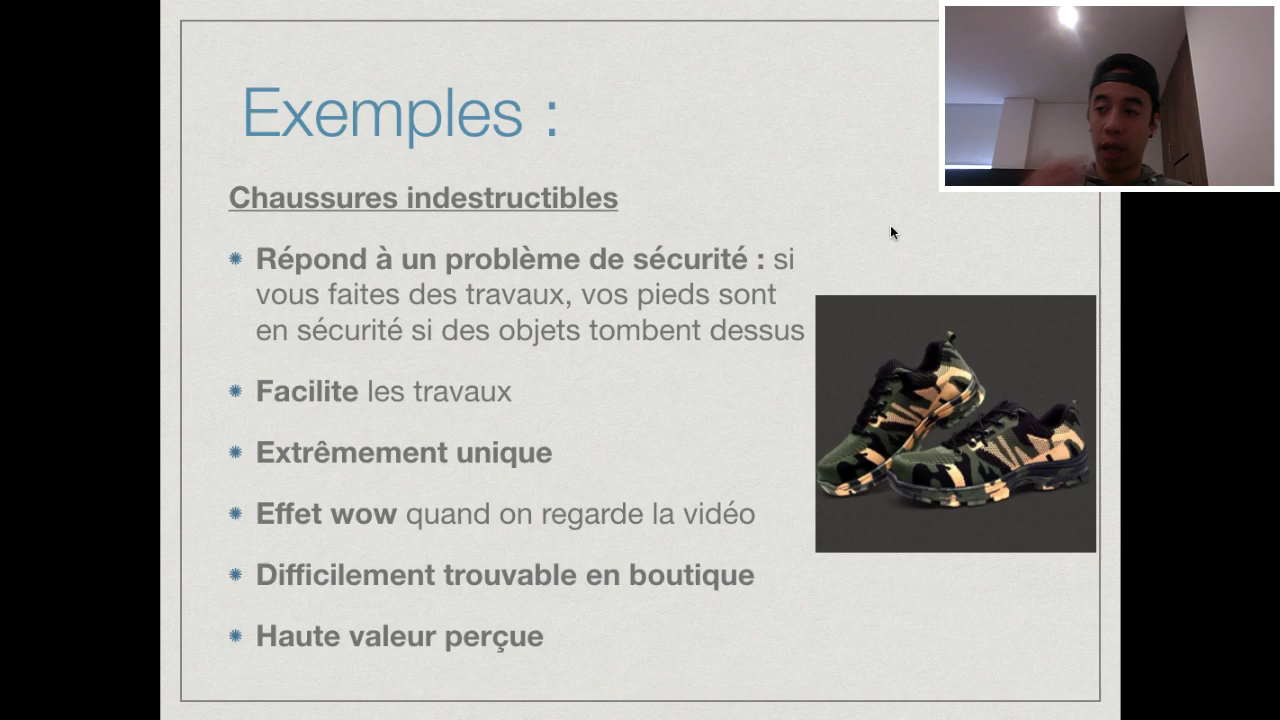 Exemples :
Chaussures indestructibles
Répond à un problème de sécurité : si
vous faites des travaux, vos pieds sont
en sécurité si des objets tombent dessus
Facilite les travaux
Extrêmement unique
Effet wow quand on regarde la vidéo
Difficilement trouvable en boutique
Haute valeur perçue